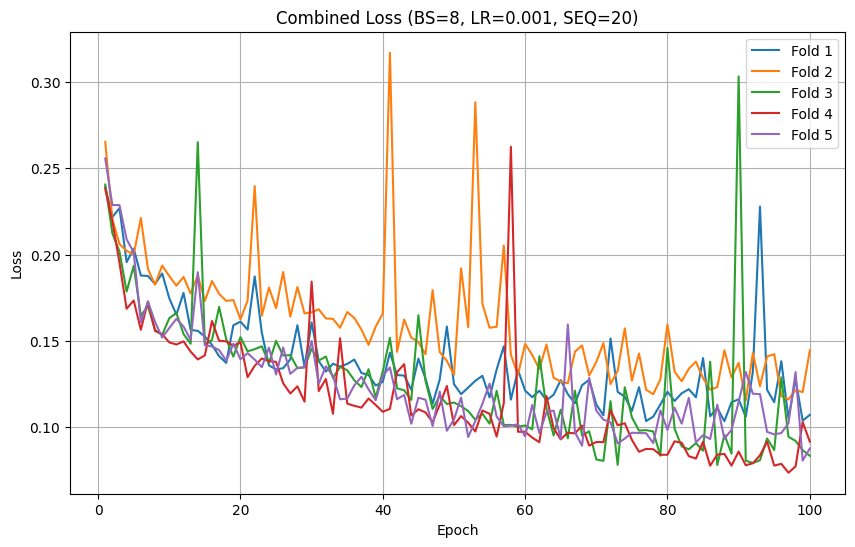 Combined Loss (BS=8, LR=0.001, SEQ=20)
Fold 1
Fold 2
Fold 3
Fold 4
Fold 5
Loss
0.30
0.25
0.20
0.15
0.10
0 20 40 60 80 100
Epoch